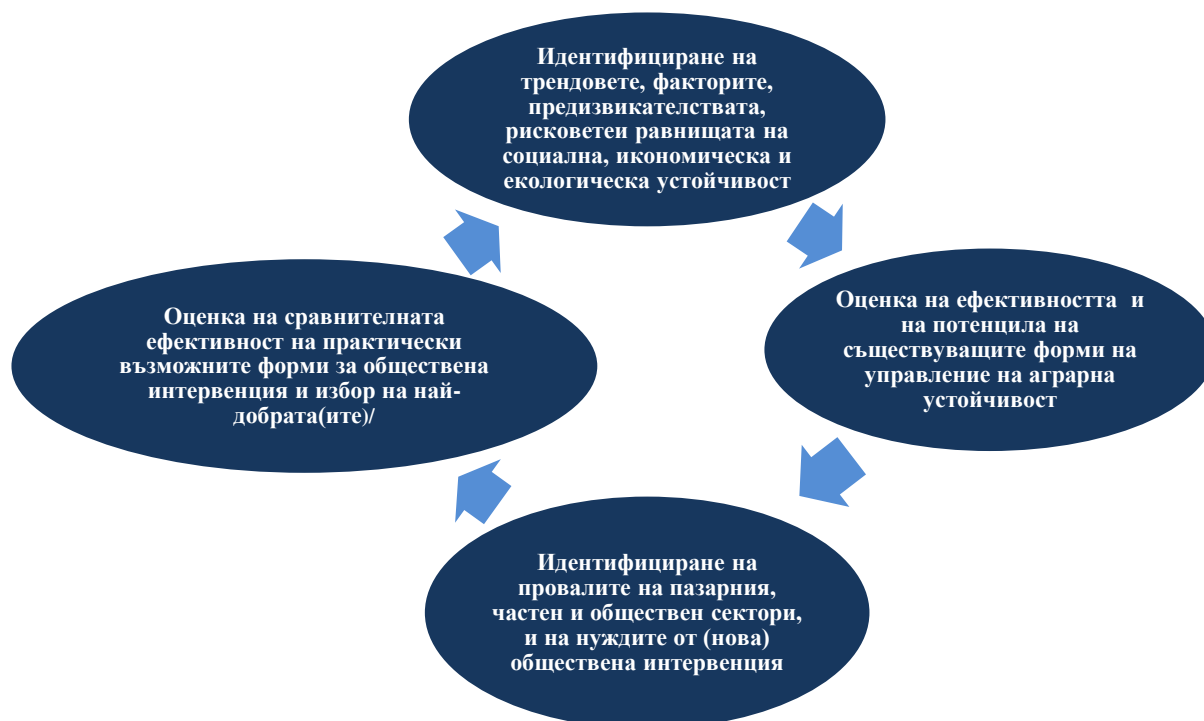 Идентифициране на
трендовете, факторите,
предизвикателствата,
рисковетеи равнищата на
социална, икономическа и
екологическа устойчивост
Оценка на ефективността и
на потенцила на
съществуващите форми на
управление на аграрна
устойчивост
Идентифициране на
провалите на пазарния,
частен и обществен сектори,
и на нуждите от (нова)
обществена интервенция
Оценка на сравнителната
ефективност на практически
възможните форми за обществена
интервенция и избор на най-
добрата(ите)/